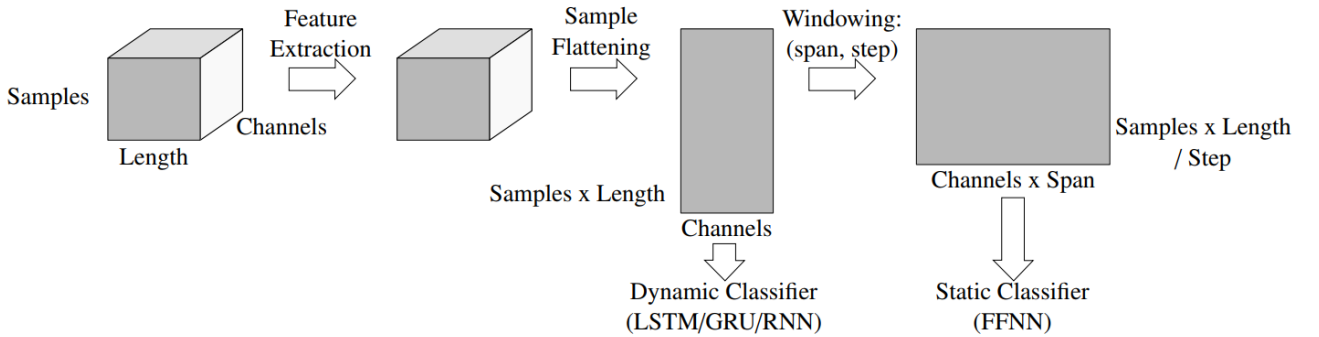 Feature
Extraction
Sample
Flattening
Windowing:
(span, step)
Samples
Channels
Length
Samples x Length
Channels
Samples x Length
/ Step
Channels x Span
Dynamic Classifier
(LSTM/GRU/RNN)
Static Classifier
(FFNN)